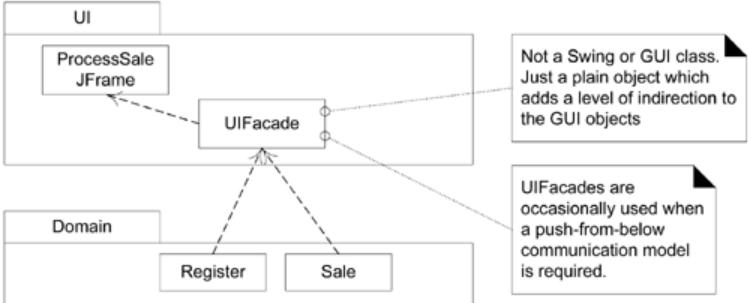 UI
ProcessSale
JFrame
UIFacade
Not a Swing or GUI class.
Just a plain object which
adds a level of indirection to
the GUI objects
UIFacades are
occasionally used when
a push-from-below
communication model
is required.
Domain
Register
Sale